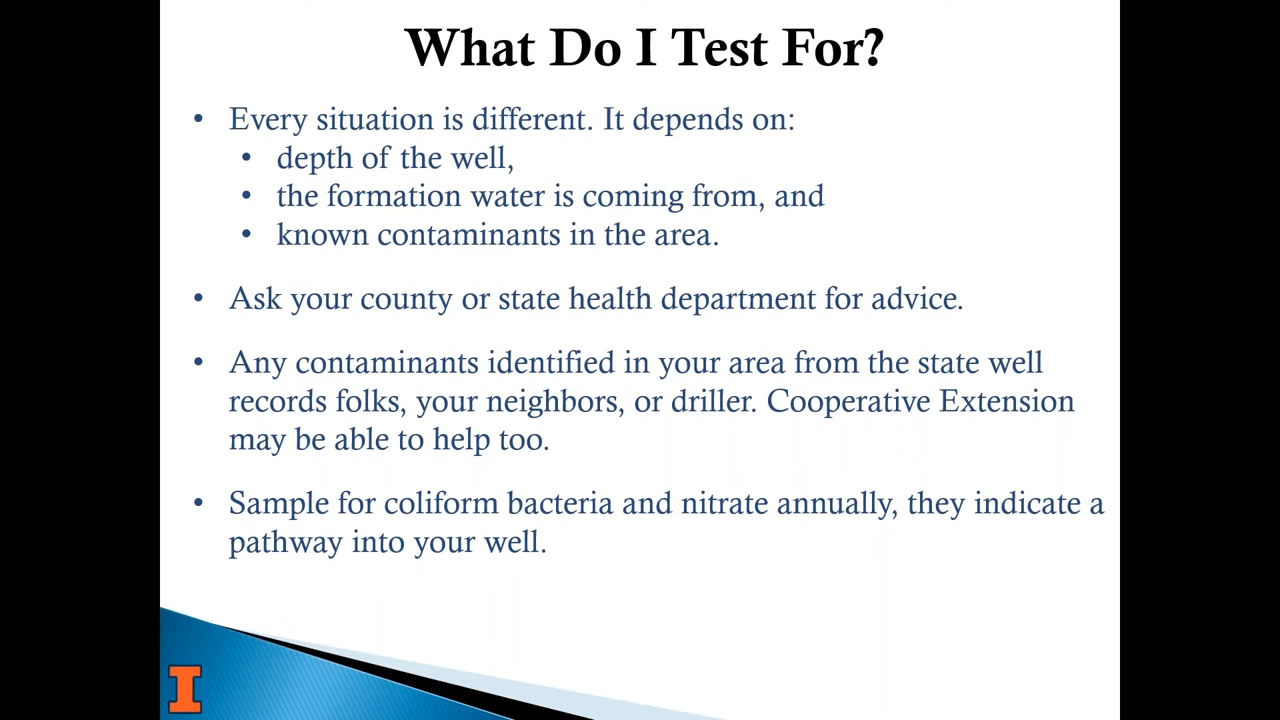 What Do I Test For?
• Every situation is different. It depends on:
• depth of the well,
• the formation water is coming from, and
• known contaminants in the area.
• Ask your county or state health department for advice.
• Any contaminants identified in your area from the state well
records folks, your neighbors, or driller. Cooperative Extension
may be able to help too.
• Sample for coliform bacteria and nitrate annually, they indicate a
pathway into your well.
I